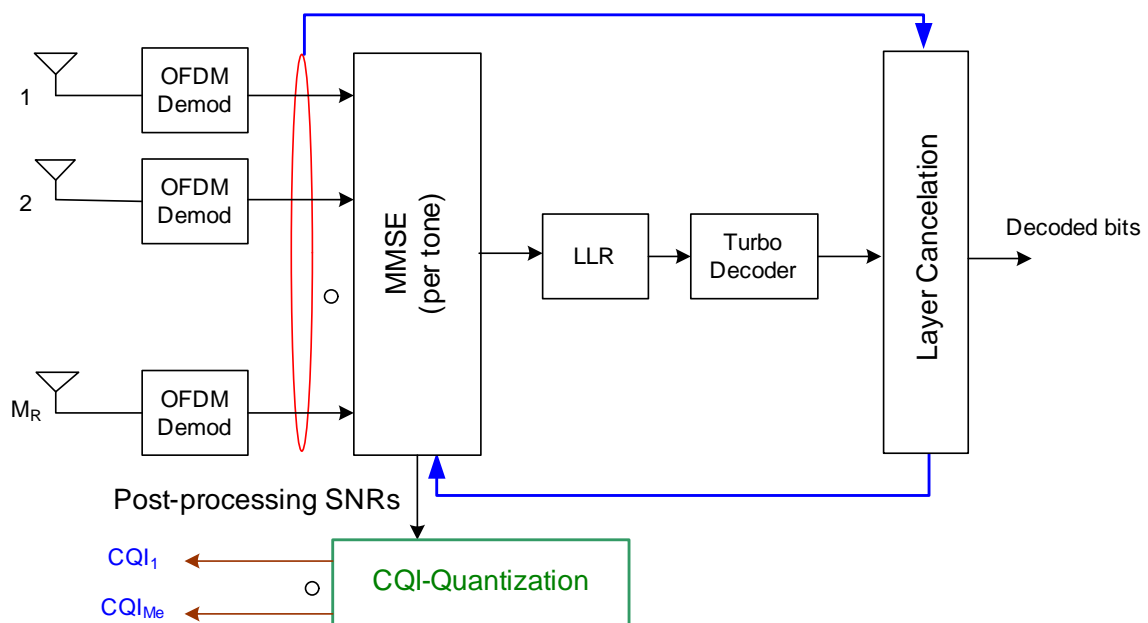 1
OFDM
Demod
2
OFDM
Demod
M_R
OFDM
Demod
MMSE
(per tone)
LLR
Turbo
Decoder
Layer Cancelation
Decoded bits
Post-processing SNRs
CQI_1
CQI_Me
CQI-Quantization